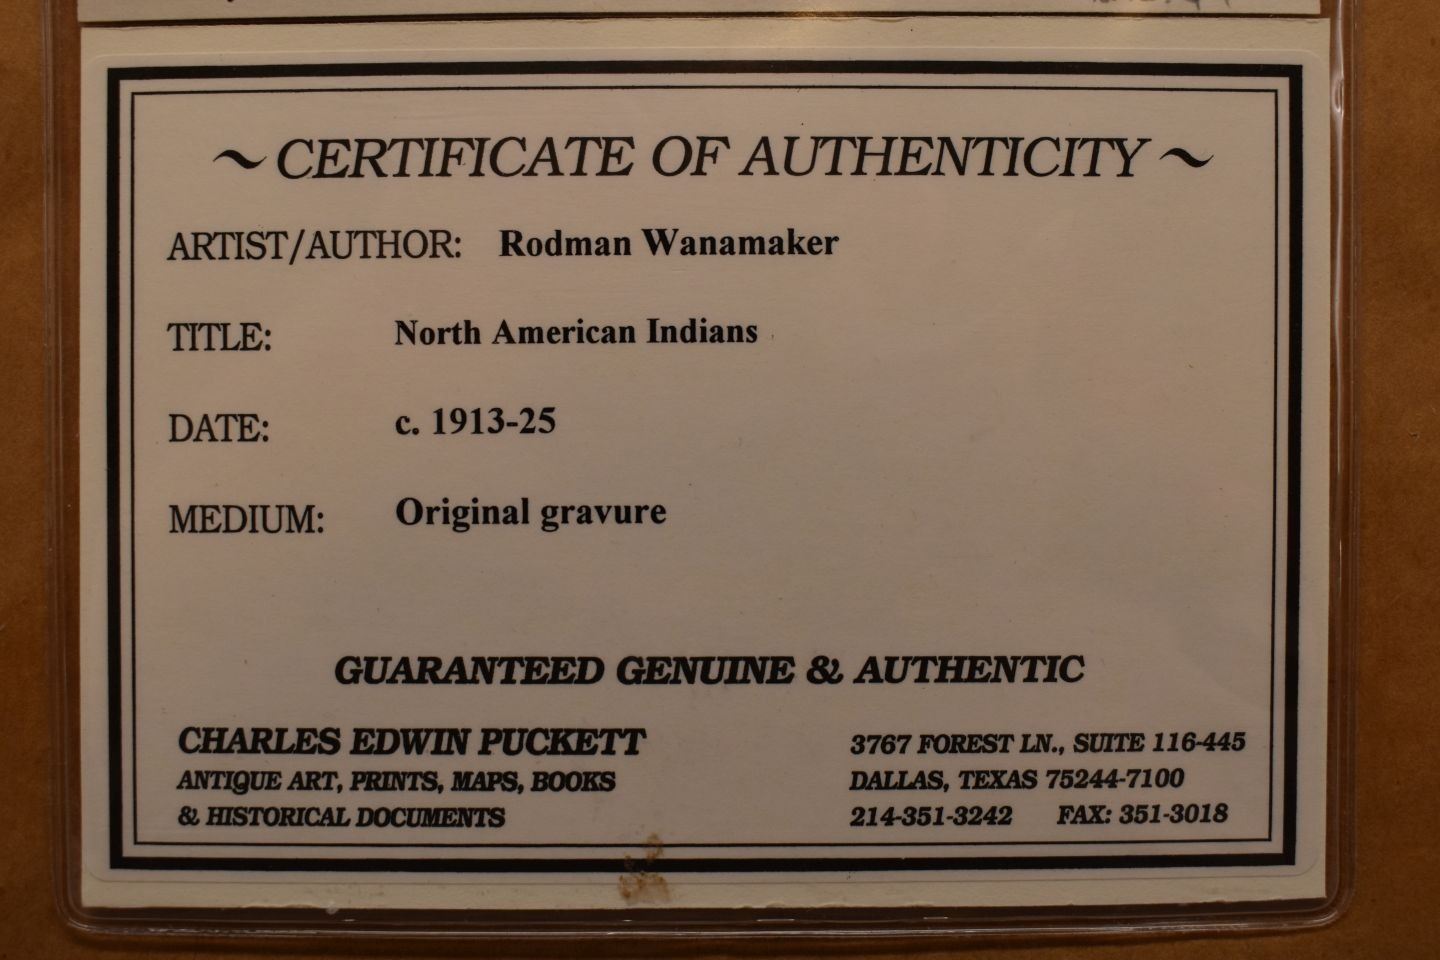 ~ CERTIFICATE OF AUTHENTICITY ~
ARTIST/AUTHOR: Rodman Wanamaker
TITLE: North American Indians
DATE: c. 1913-25
MEDIUM: Original gravure
GUARANTEED GENUINE & AUTHENTIC
CHARLES EDWIN PUCKETT
ANTIQUE ART, PRINTS, MAPS, BOOKS
& HISTORICAL DOCUMENTS
3767 FOREST LN., SUITE 116-445
DALLAS, TEXAS 75244-7100
214-351-3242 FAX: 351-3018